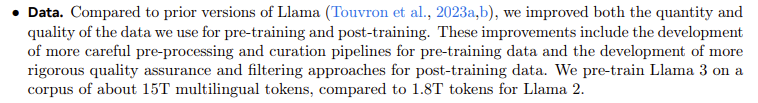 • Data. Compared to prior versions of Llama (Touvron et al., 2023a,b), we improved both the quantity and
quality of the data we use for pre-training and post-training. These improvements include the development
of more careful pre-processing and curation pipelines for pre-training data and the development of more
rigorous quality assurance and filtering approaches for post-training data. We pre-train Llama 3 on a
corpus of about 15T multilingual tokens, compared to 1.8T tokens for Llama 2.